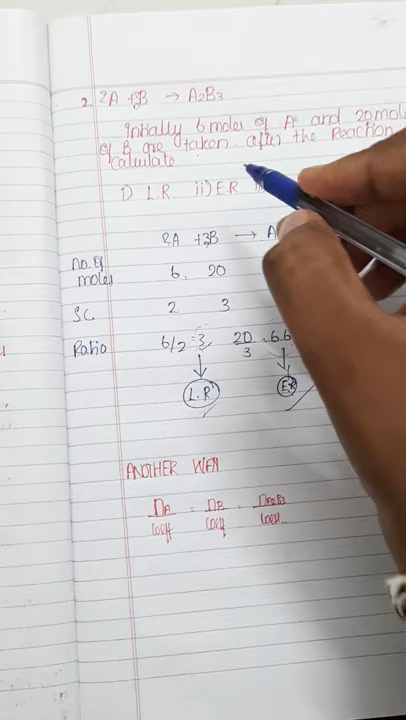 2. 2A + 3B → A2B3
Initially 6 moles of A and 20 mol
of B are taken. after the Reaction
calculate
i) L.R. ii) E.R
2A + 3B → A
No. of moles 6. 20
SC 2 3
Ratio 6/2 = 3, 20/3 = 6.6
L.R E.R
ANOTHER WAY
nA/coeff = nB/coeff = nA2B3/coeff